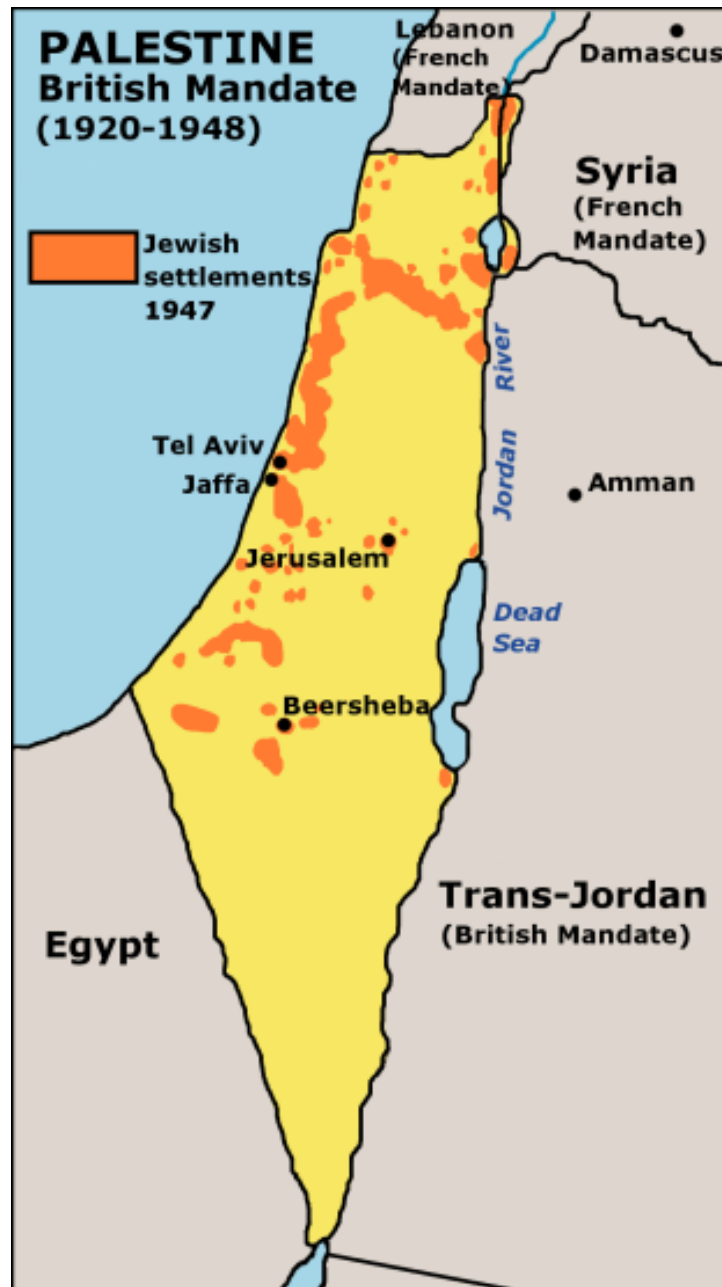 PALESTINE
British Mandate
(1920-1948)
Lebanon
(French
Mandate)
Damascus
Syria
(French
Mandate)
Jewish
settlements
1947
River
Jordan
Tel Aviv
Jaffa
Amman
Jerusalem
Dead
Sea
Beersheba
Trans-Jordan
(British Mandate)
Egypt